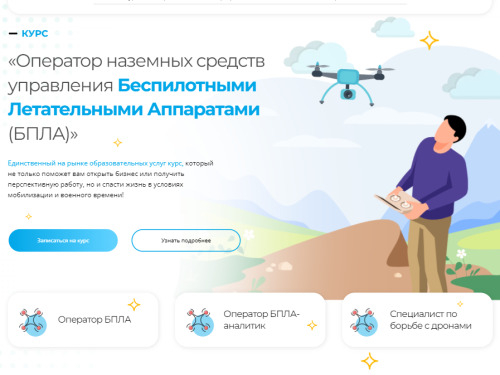 — КУРС
«Оператор наземных средств
управления Беспилотными
Летательными Аппаратами
(БПЛА)»
Единственный на рынке образовательных услуг курс, который
не только поможет вам открыть бизнес или получить
перспективную работу, но и спасти жизнь в условиях
мобилизации и военного времени!
Записаться на курс
Узнать подробнее
Оператор БПЛА
Оператор БПЛА-
аналитик
Специалист по
борьбе с дронами